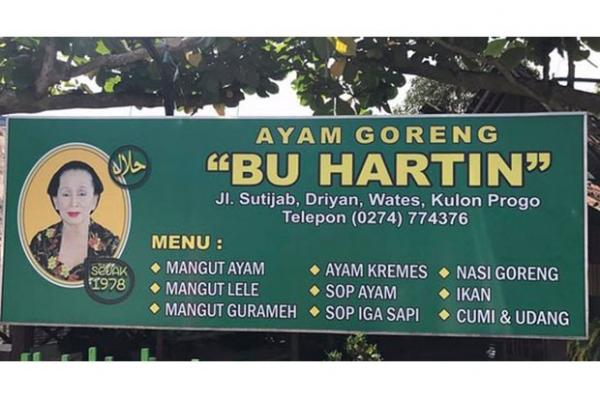 AYAM GORENG
"BU HARTIN"
Jl. Sutijab, Driyan, Wates, Kulon Progo
Telepon (0274) 774376
حلال
SEJAK
1978
MENU :
MANGUT AYAM
MANGUT LELE
MANGUT GURAMEH
AYAM KREMES
SOP AYAM
SOP IGA SAPI
NASI GORENG
IKAN
CUMI & UDANG